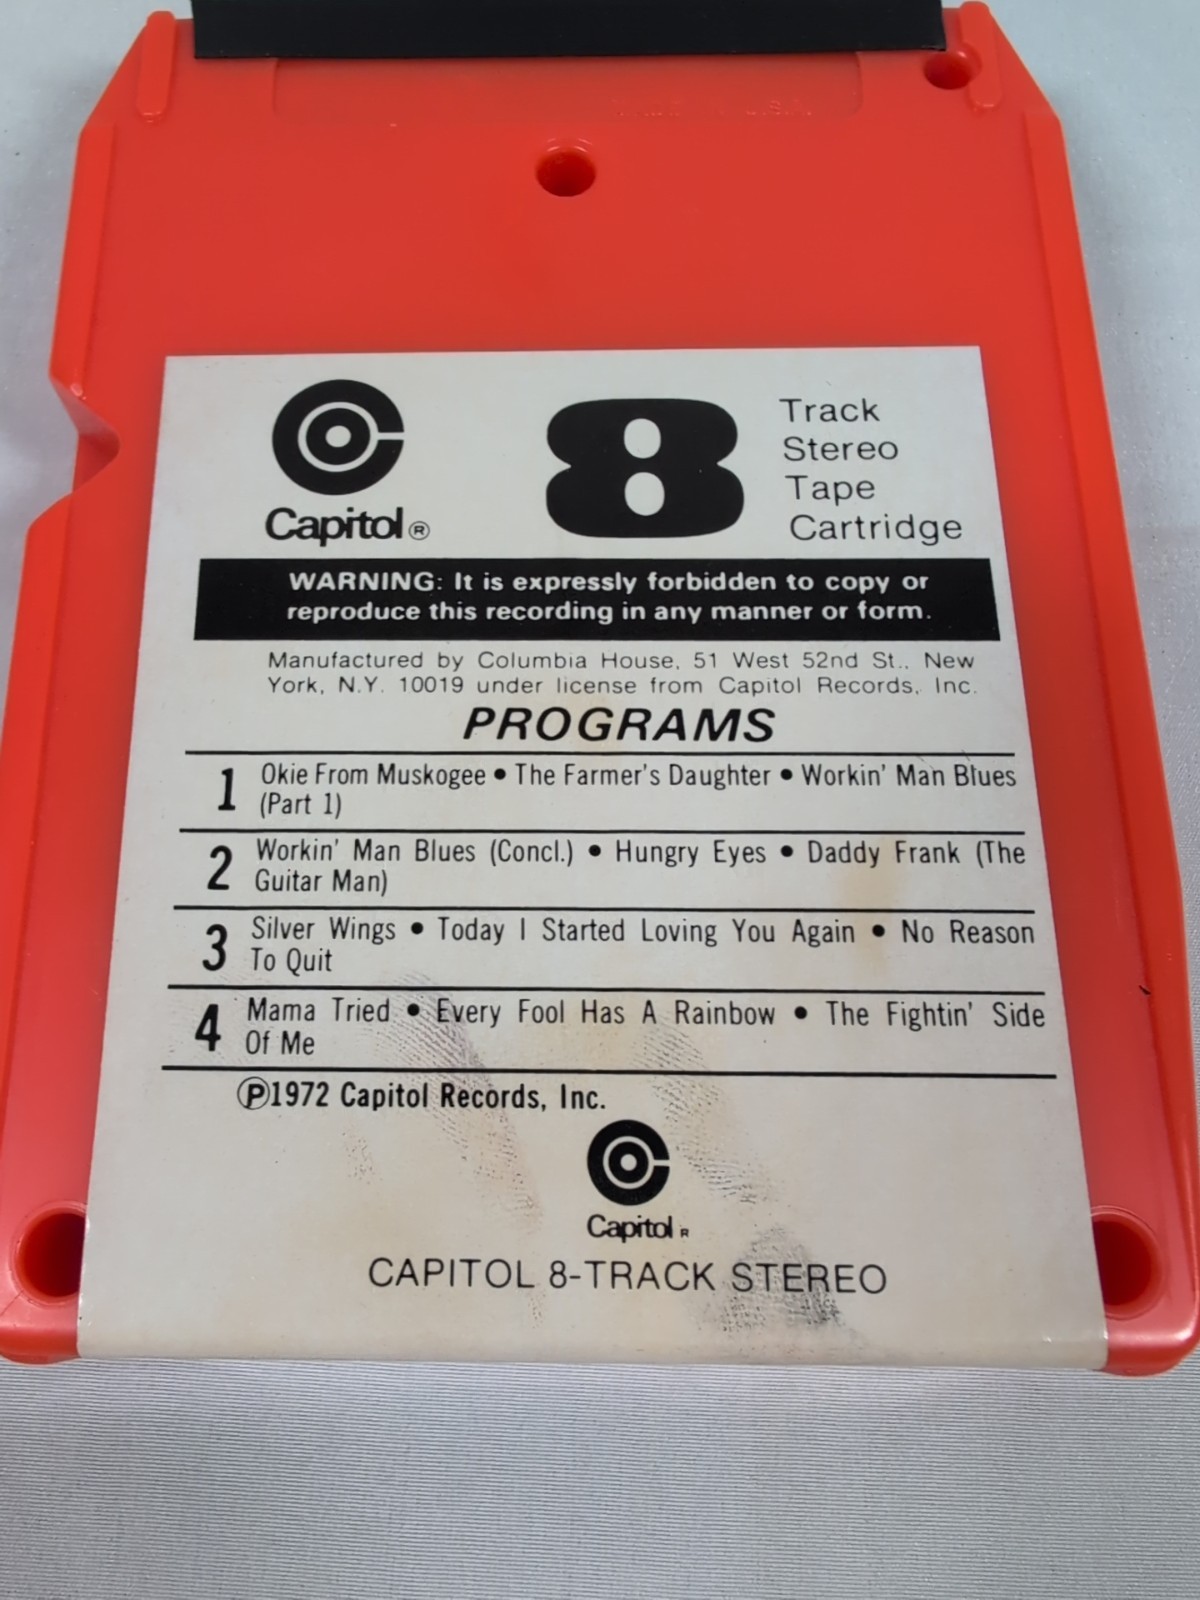 MADE IN U.S.A.
Capitol®
8
Track
Stereo
Tape
Cartridge
WARNING: It is expressly forbidden to copy or
reproduce this recording in any manner or form.
Manufactured by Columbia House, 51 West 52nd St., New
York, N.Y. 10019 under license from Capitol Records, Inc.
PROGRAMS
1 Okie From Muskogee • The Farmer's Daughter • Workin' Man Blues
(Part 1)
2 Workin' Man Blues (Concl.) • Hungry Eyes • Daddy Frank (The
Guitar Man)
3 Silver Wings • Today I Started Loving You Again • No Reason
To Quit
4 Mama Tried • Every Fool Has A Rainbow • The Fightin' Side
Of Me
℗1972 Capitol Records, Inc.
Capitol®
CAPITOL 8-TRACK STEREO